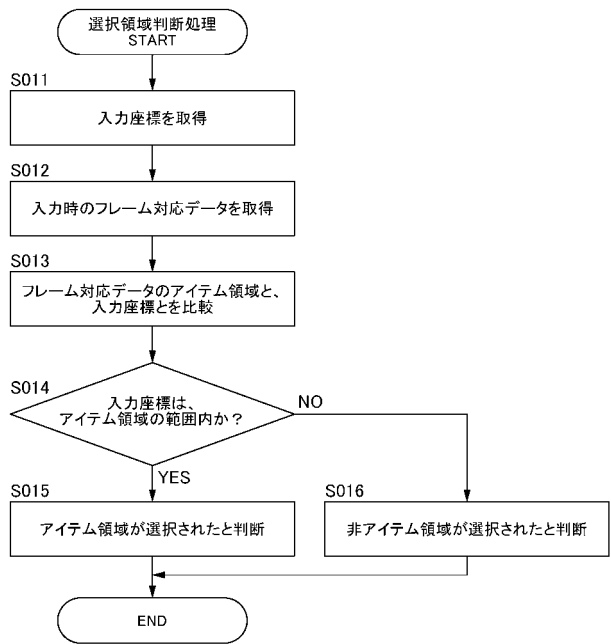 選択領域判断処理
START
S011
入力座標を取得
S012
入力時のフレーム対応データを取得
S013
フレーム対応データのアイテム領域と、
入力座標とを比較
S014
入力座標は、
アイテム領域の範囲内か？
NO
YES
S015
アイテム領域が選択されたと判断
S016
非アイテム領域が選択されたと判断
END